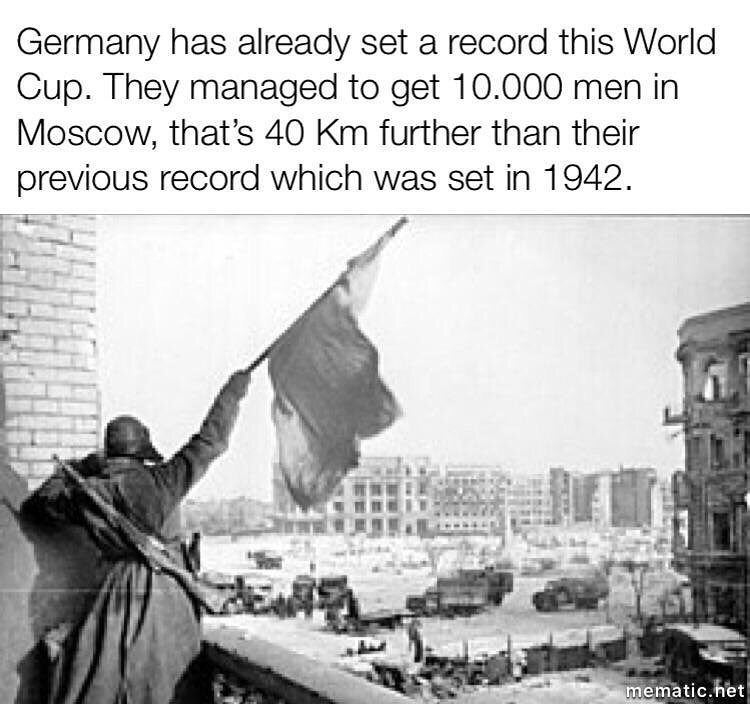 Germany has already set a record this World
Cup. They managed to get 10.000 men in
Moscow, that’s 40 Km further than their
previous record which was set in 1942.
mematic.net